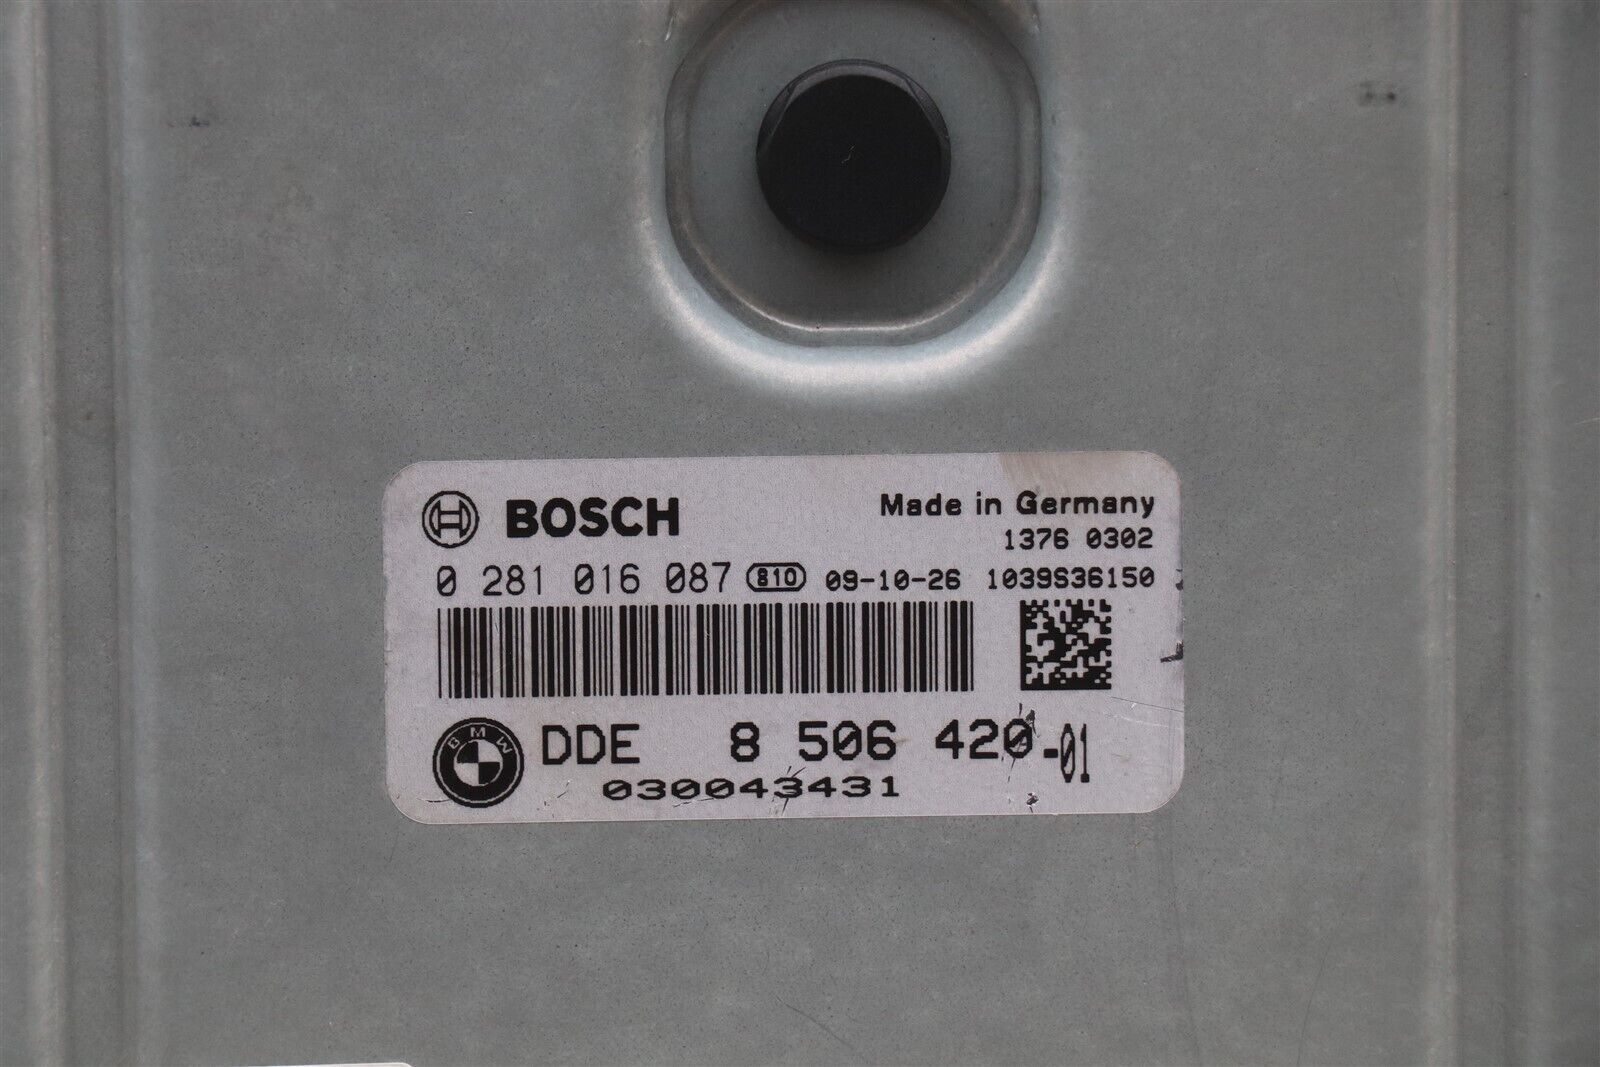 BOSCH
Made in Germany
1376 0302
0 281 016 087 810 09-10-26 1039S36150
BMW DDE 8 506 420-01
030043431